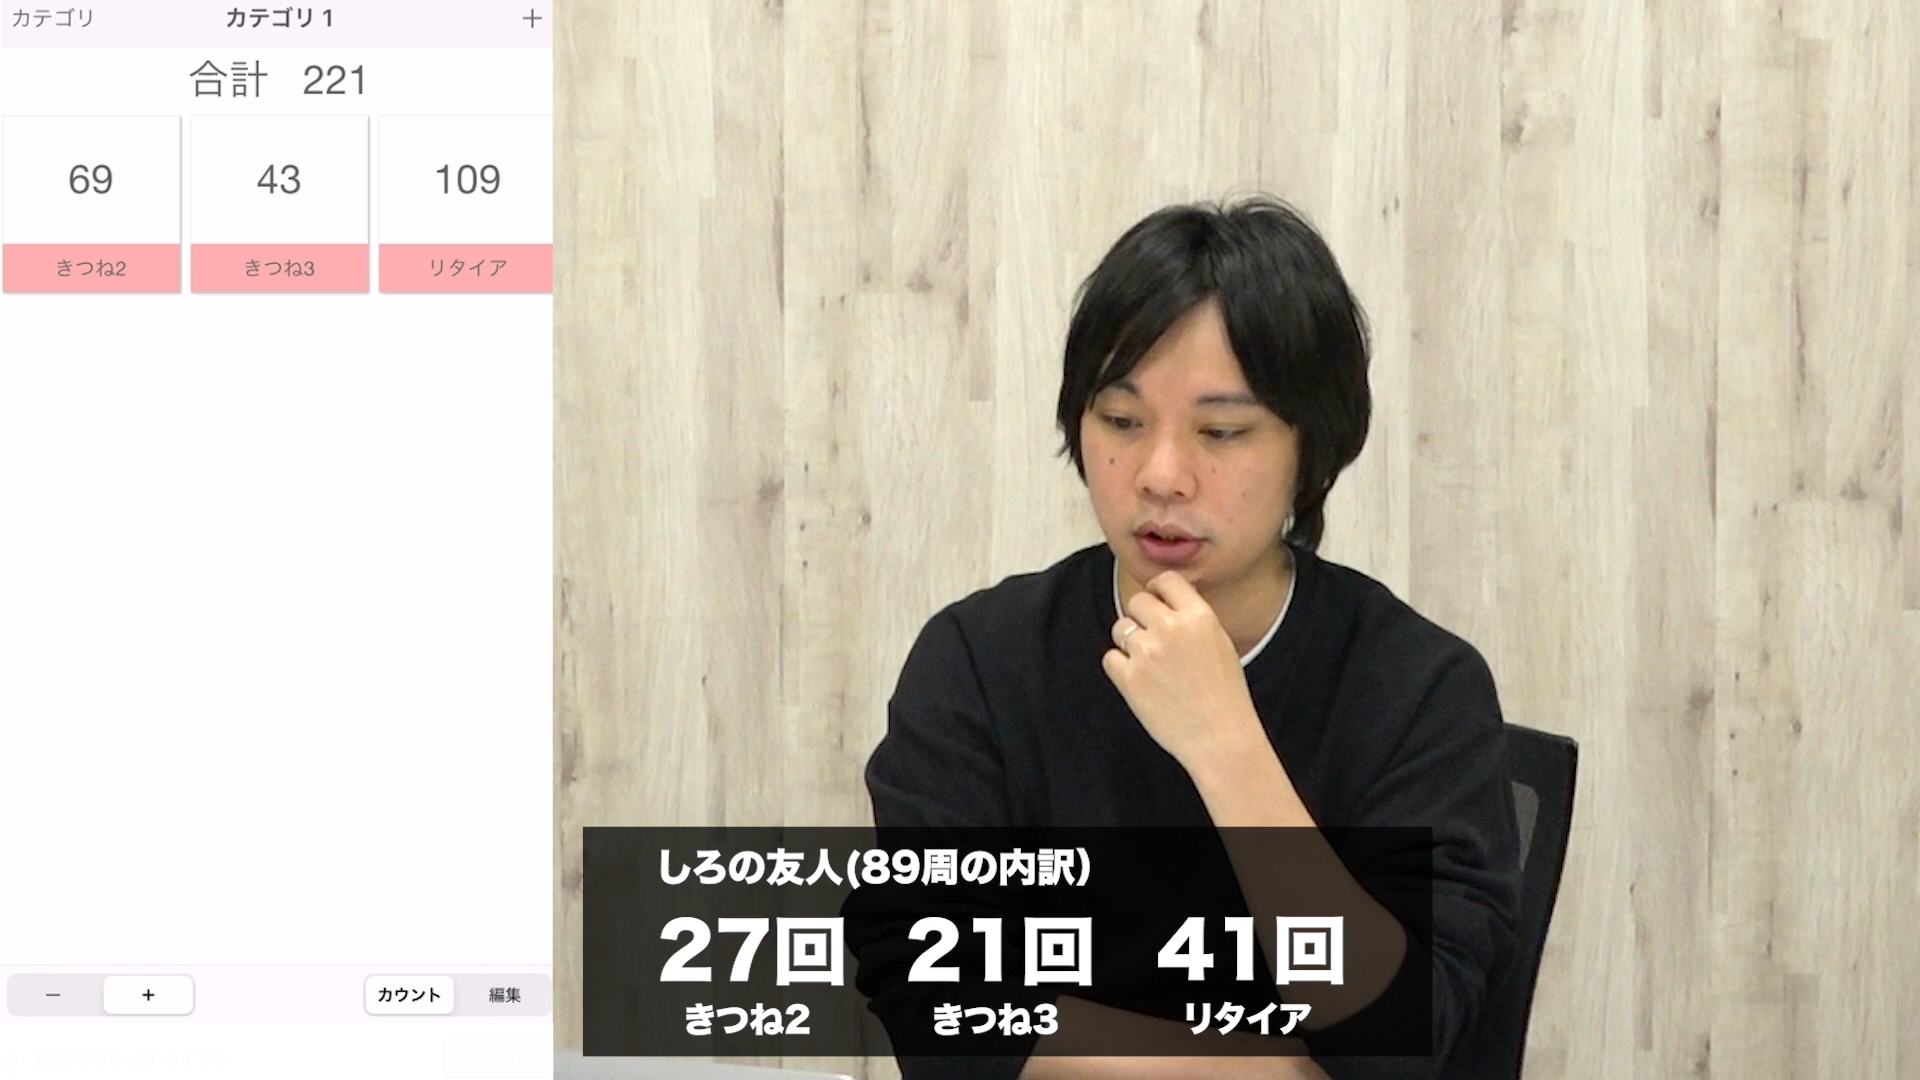 カテゴリ カテゴリ 1 +
合計 221
69 43 109
きつね2 きつね3 リタイア
− + カウント 編集
しろの友人(89周の内訳)
27回 21回 41回
きつね2 きつね3 リタイア